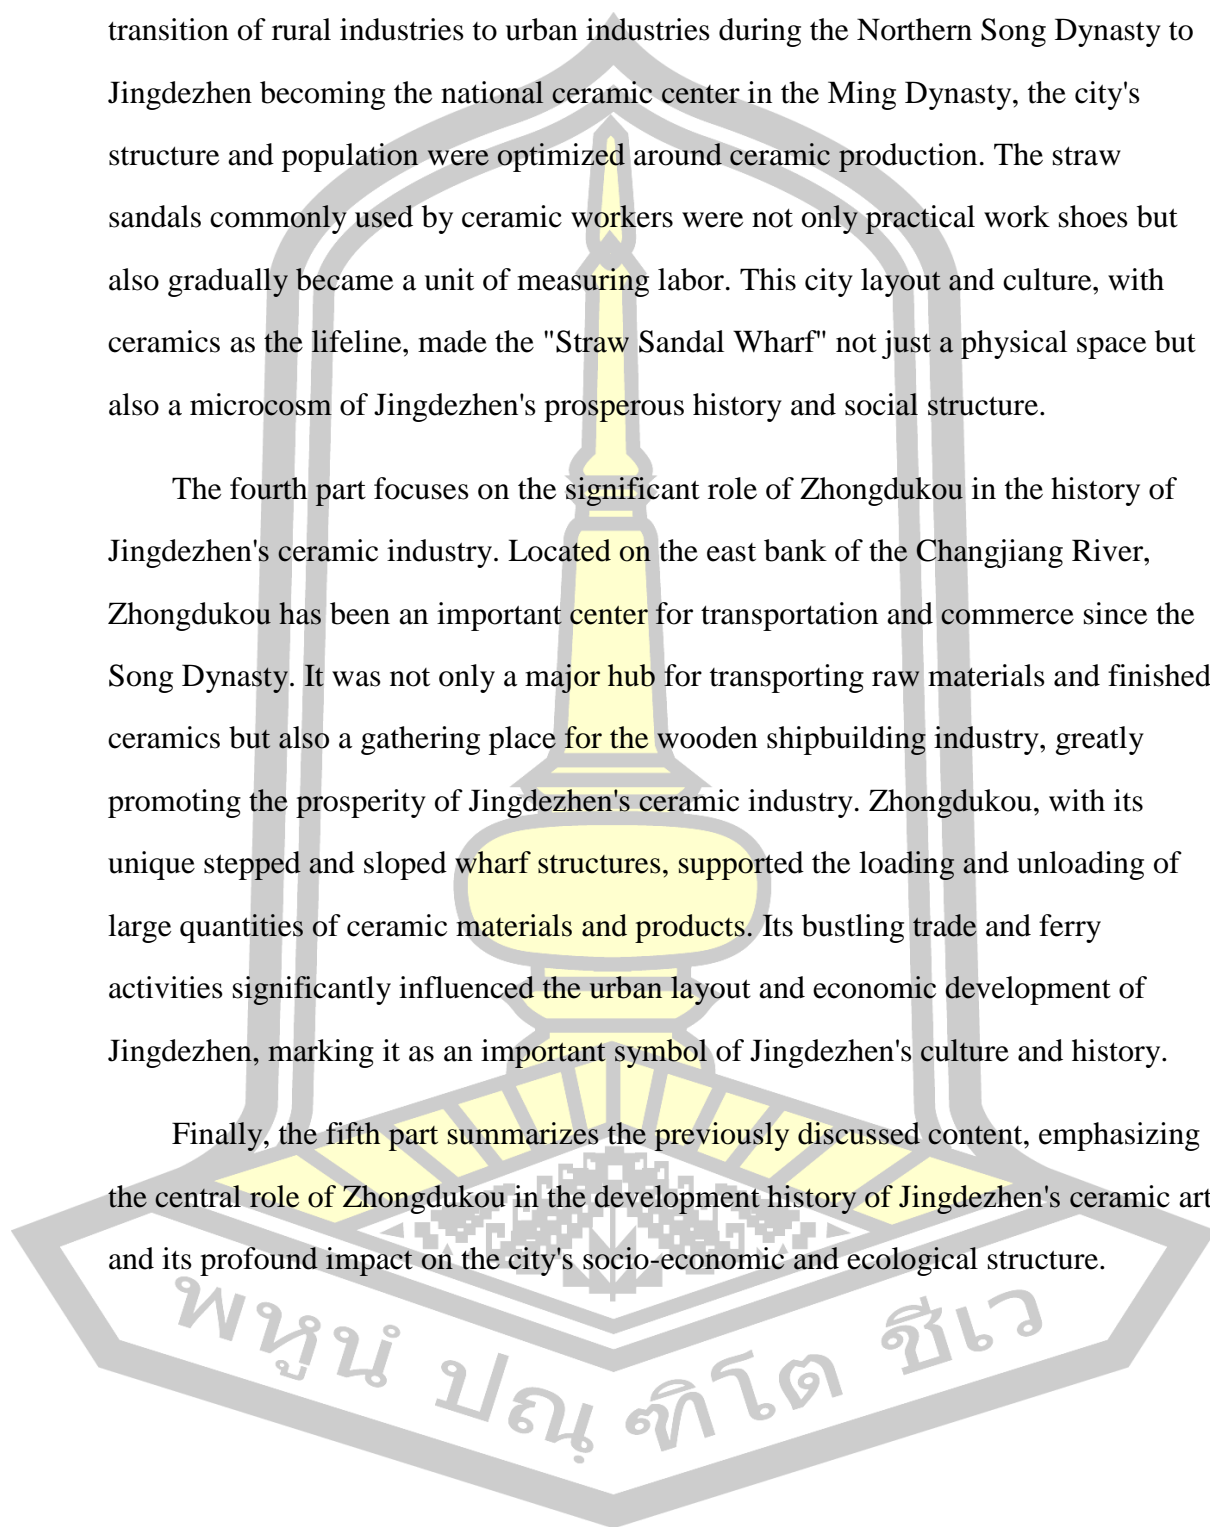 transition of rural industries to urban industries during the Northern Song Dynasty to
Jingdezhen becoming the national ceramic center in the Ming Dynasty, the city's
structure and population were optimized around ceramic production. The straw
sandals commonly used by ceramic workers were not only practical work shoes but
also gradually became a unit of measuring labor. This city layout and culture, with
ceramics as the lifeline, made the "Straw Sandal Wharf" not just a physical space but
also a microcosm of Jingdezhen's prosperous history and social structure.
The fourth part focuses on the significant role of Zhongdukou in the history of
Jingdezhen's ceramic industry. Located on the east bank of the Changjiang River,
Zhongdukou has been an important center for transportation and commerce since the
Song Dynasty. It was not only a major hub for transporting raw materials and finished
ceramics but also a gathering place for the wooden shipbuilding industry, greatly
promoting the prosperity of Jingdezhen's ceramic industry. Zhongdukou, with its
unique stepped and sloped wharf structures, supported the loading and unloading of
large quantities of ceramic materials and products. Its bustling trade and ferry
activities significantly influenced the urban layout and economic development of
Jingdezhen, marking it as an important symbol of Jingdezhen's culture and history.
Finally, the fifth part summarizes the previously discussed content, emphasizing
the central role of Zhongdukou in the development history of Jingdezhen's ceramic art
and its profound impact on the city's socio-economic and ecological structure.
พหูนํ ปณฺ ฑิโต ชีเว